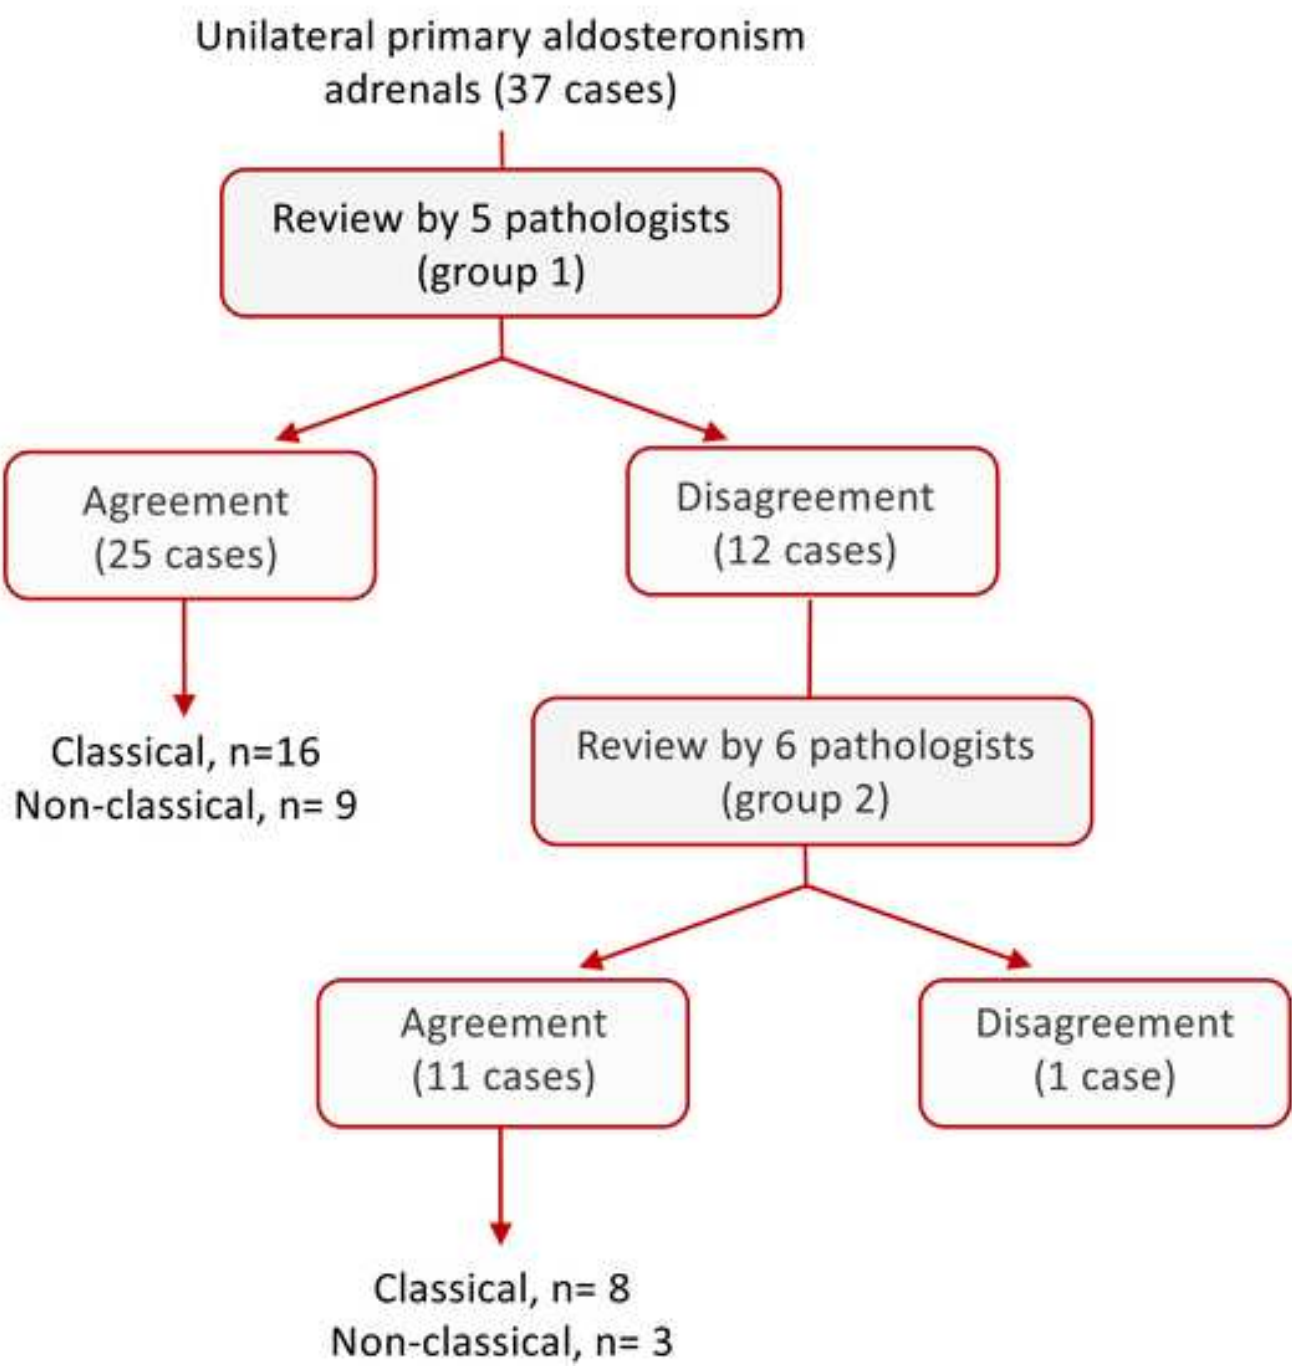 Unilateral primary aldosteronism
adrenals (37 cases)
Review by 5 pathologists
(group 1)
Agreement
(25 cases)
Disagreement
(12 cases)
Classical, n=16
Non-classical, n= 9
Review by 6 pathologists
(group 2)
Agreement
(11 cases)
Disagreement
(1 case)
Classical, n= 8
Non-classical, n= 3